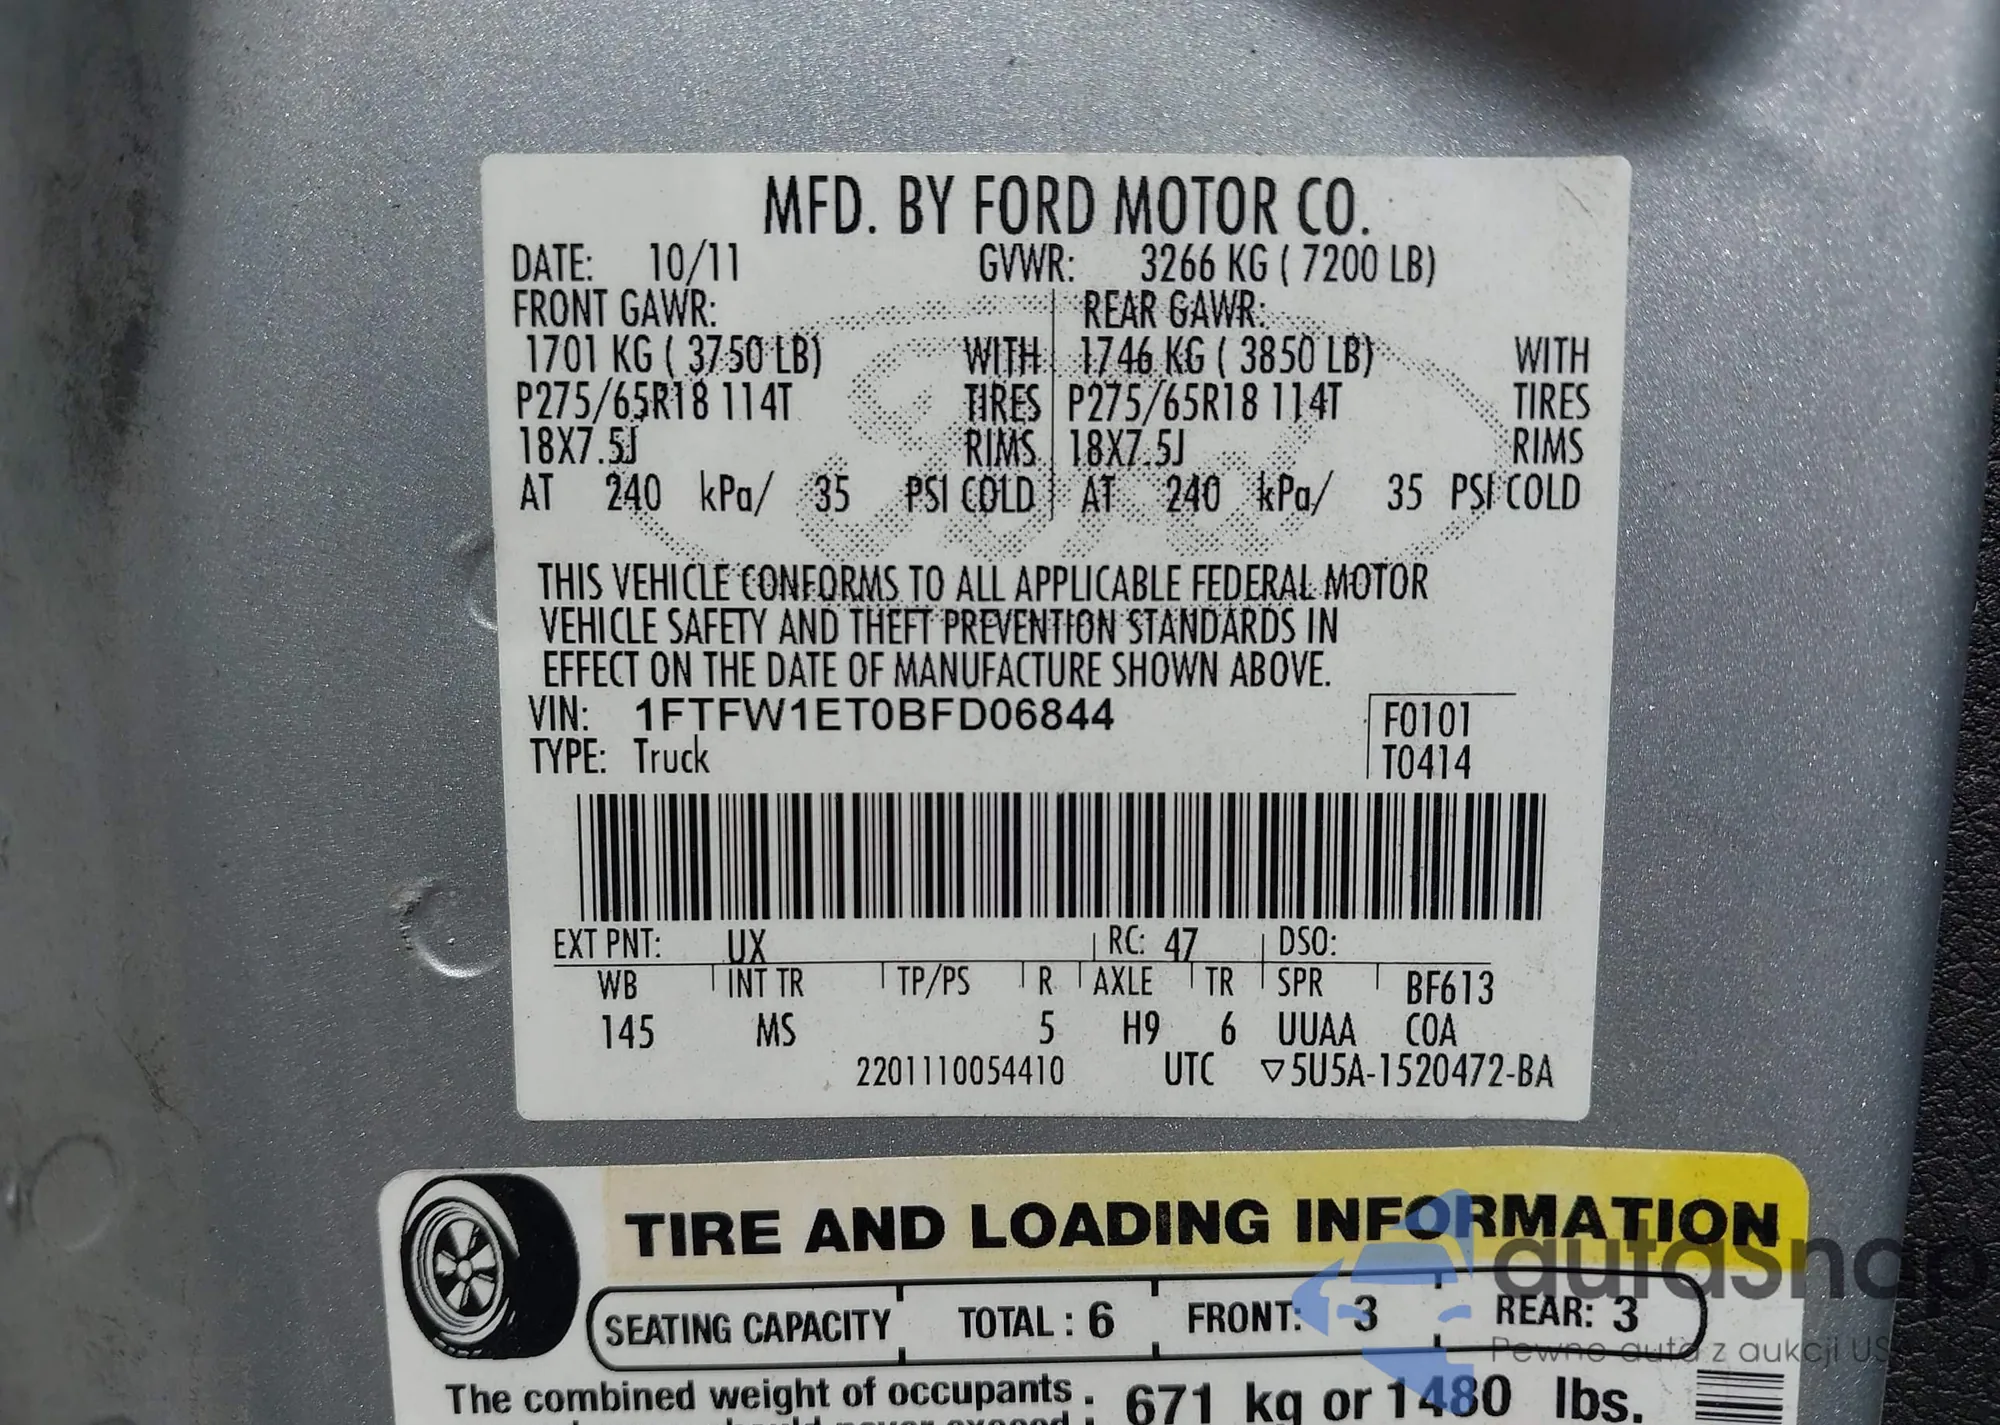 MFD. BY FORD MOTOR CO.
DATE: 10/11 GVWR: 3266 KG ( 7200 LB)
FRONT GAWR: REAR GAWR:
1701 KG ( 3750 LB) WITH 1746 KG ( 3850 LB) WITH
P275/65R18 114T TIRES P275/65R18 114T TIRES
18X7.5J RIMS 18X7.5J RIMS
AT 240 kPa/ 35 PSI COLD AT 240 kPa/ 35 PSI COLD
THIS VEHICLE CONFORMS TO ALL APPLICABLE FEDERAL MOTOR
VEHICLE SAFETY AND THEFT PREVENTION STANDARDS IN
EFFECT ON THE DATE OF MANUFACTURE SHOWN ABOVE.
VIN: 1FTFW1ET0BFD06844 F0101
TYPE: Truck T0414
EXT PNT: UX RC: 47 DSO:
WB INT TR TP/PS R AXLE TR SPR BF613
145 MS 5 H9 6 UUAA COA
2201110054410 UTC ▽5U5A-1520472-BA
TIRE AND LOADING INFORMATION
SEATING CAPACITY TOTAL : 6 FRONT: 3 REAR: 3
The combined weight of occupants : 671 kg or 1480 lbs.
autasnap
Pewne auta z aukcji US